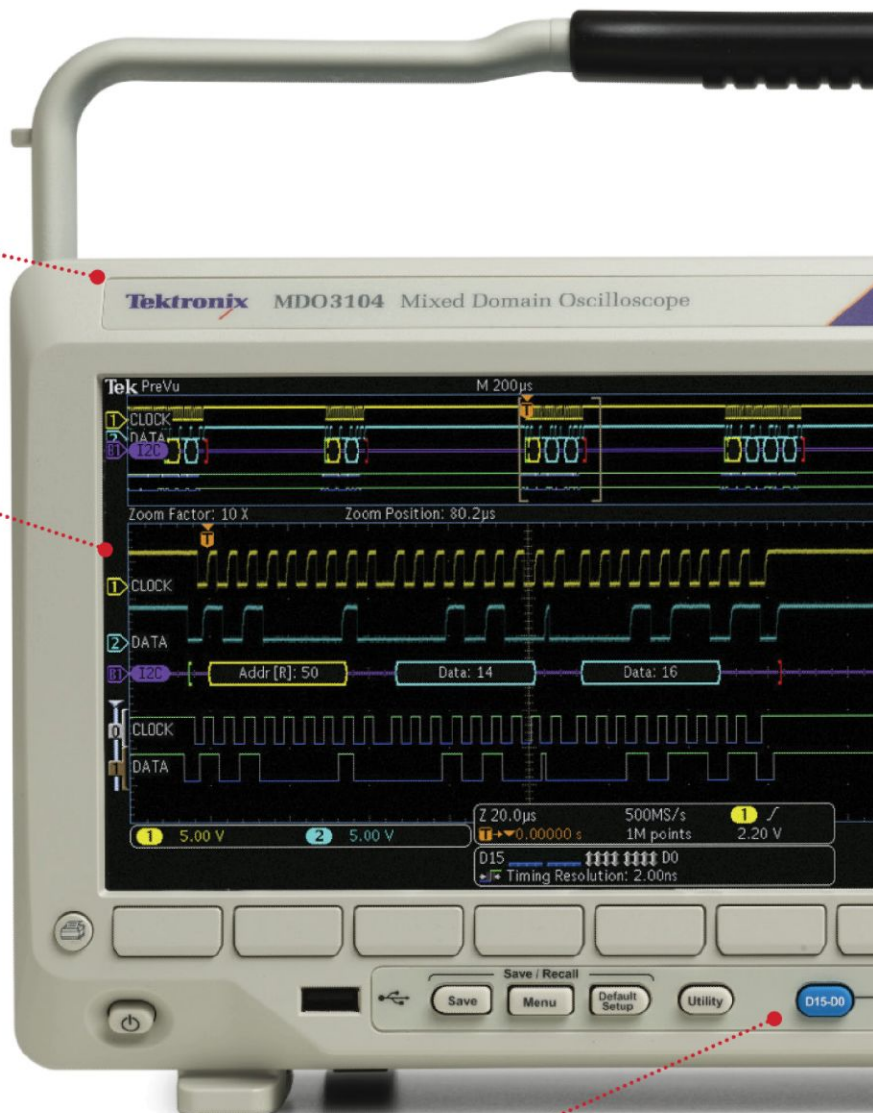 Tektronix MDO3104 Mixed Domain Oscilloscope
Tek PreVu M 200µs
T
1 CLOCK
2 DATA
B1 I2C
Zoom Factor: 10 X Zoom Position: 80.2µs
T
1 CLOCK
2 DATA
B1 I2C Addr [R]: 50 Data: 14 Data: 16
0 CLOCK
1 DATA
1 5.00 V 2 5.00 V
Z 20.0µs 500MS/s 1
T 0.00000 s 1M points 2.20 V
D15 D0
Timing Resolution: 2.00ns
Save / Recall
Save Menu Default Setup Utility D15-D0